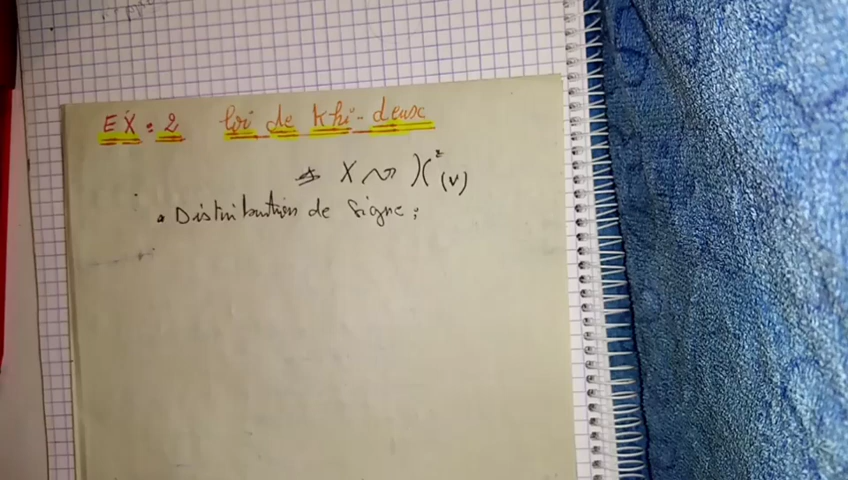 EX: 2 loi de Khi-deux
⇒ X ~> χ² (v)
• Distribution de Signe :